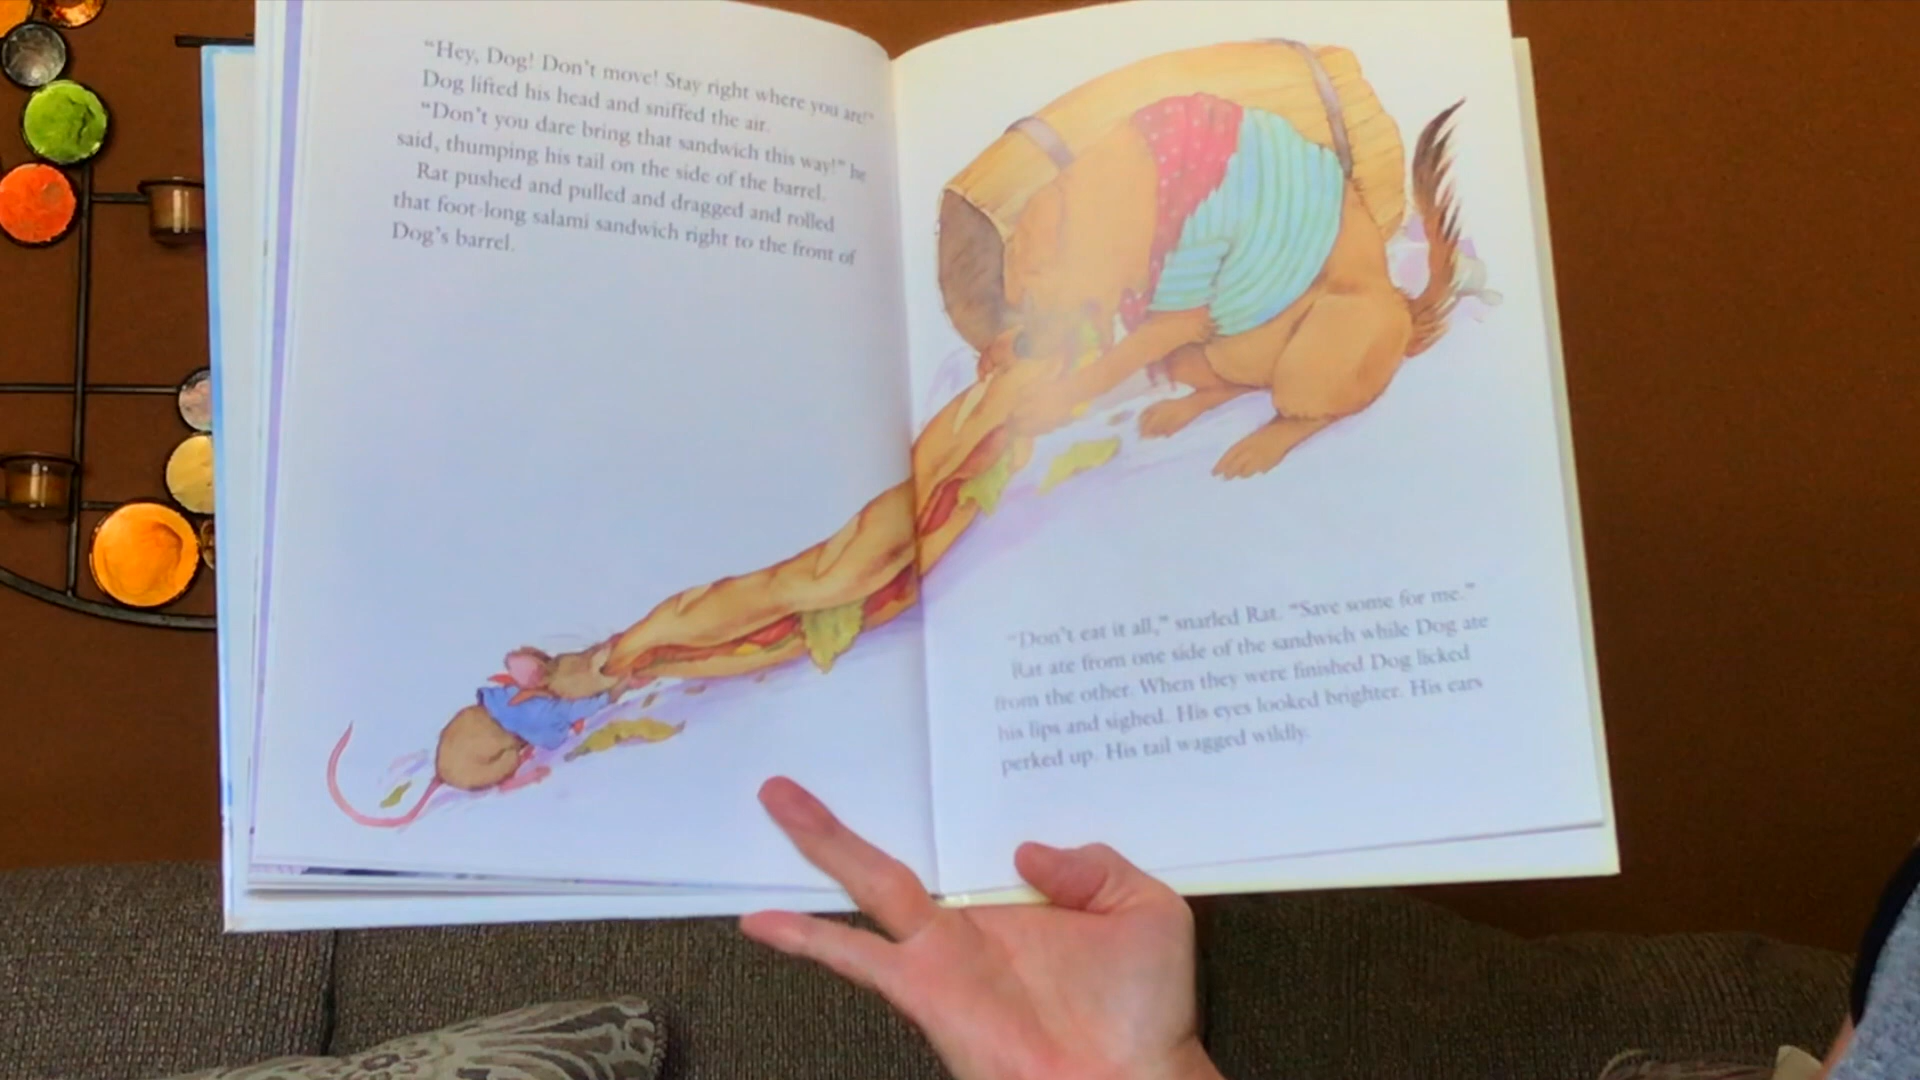 “Hey, Dog! Don’t move! Stay right where you are!”
Dog lifted his head and sniffed the air.
“Don’t you dare bring that sandwich this way!” he
said, thumping his tail on the side of the barrel.
Rat pushed and pulled and dragged and rolled
that foot-long salami sandwich right to the front of
Dog’s barrel.
“Don’t eat it all,” snarled Rat. “Save some for me.”
Rat ate from one side of the sandwich while Dog ate
from the other. When they were finished Dog licked
his lips and sighed. His eyes looked brighter. His ears
perked up. His tail wagged wildly.